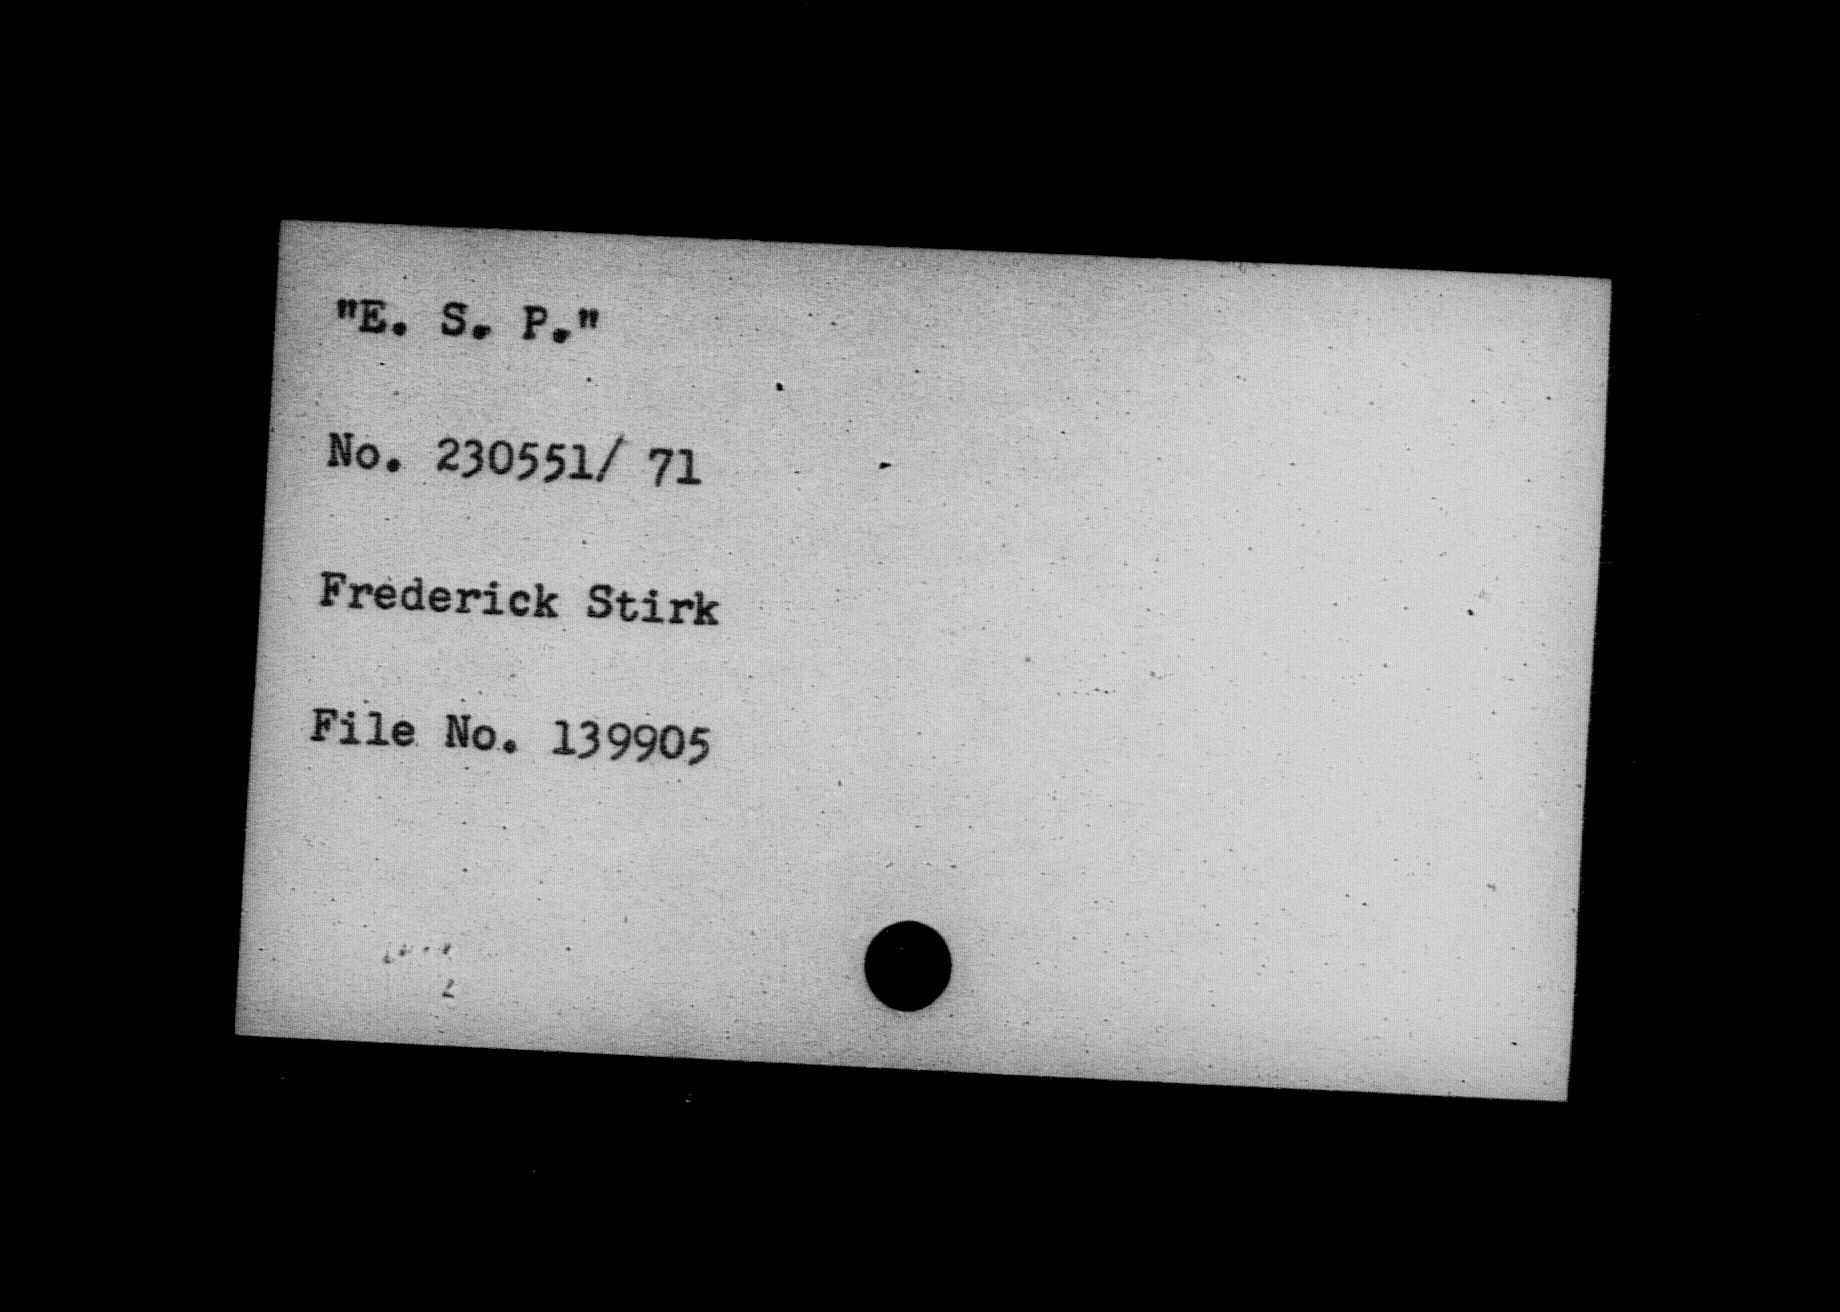 "E. S. P."
No. 230551/ 71
Frederick Stirk
File No. 139905